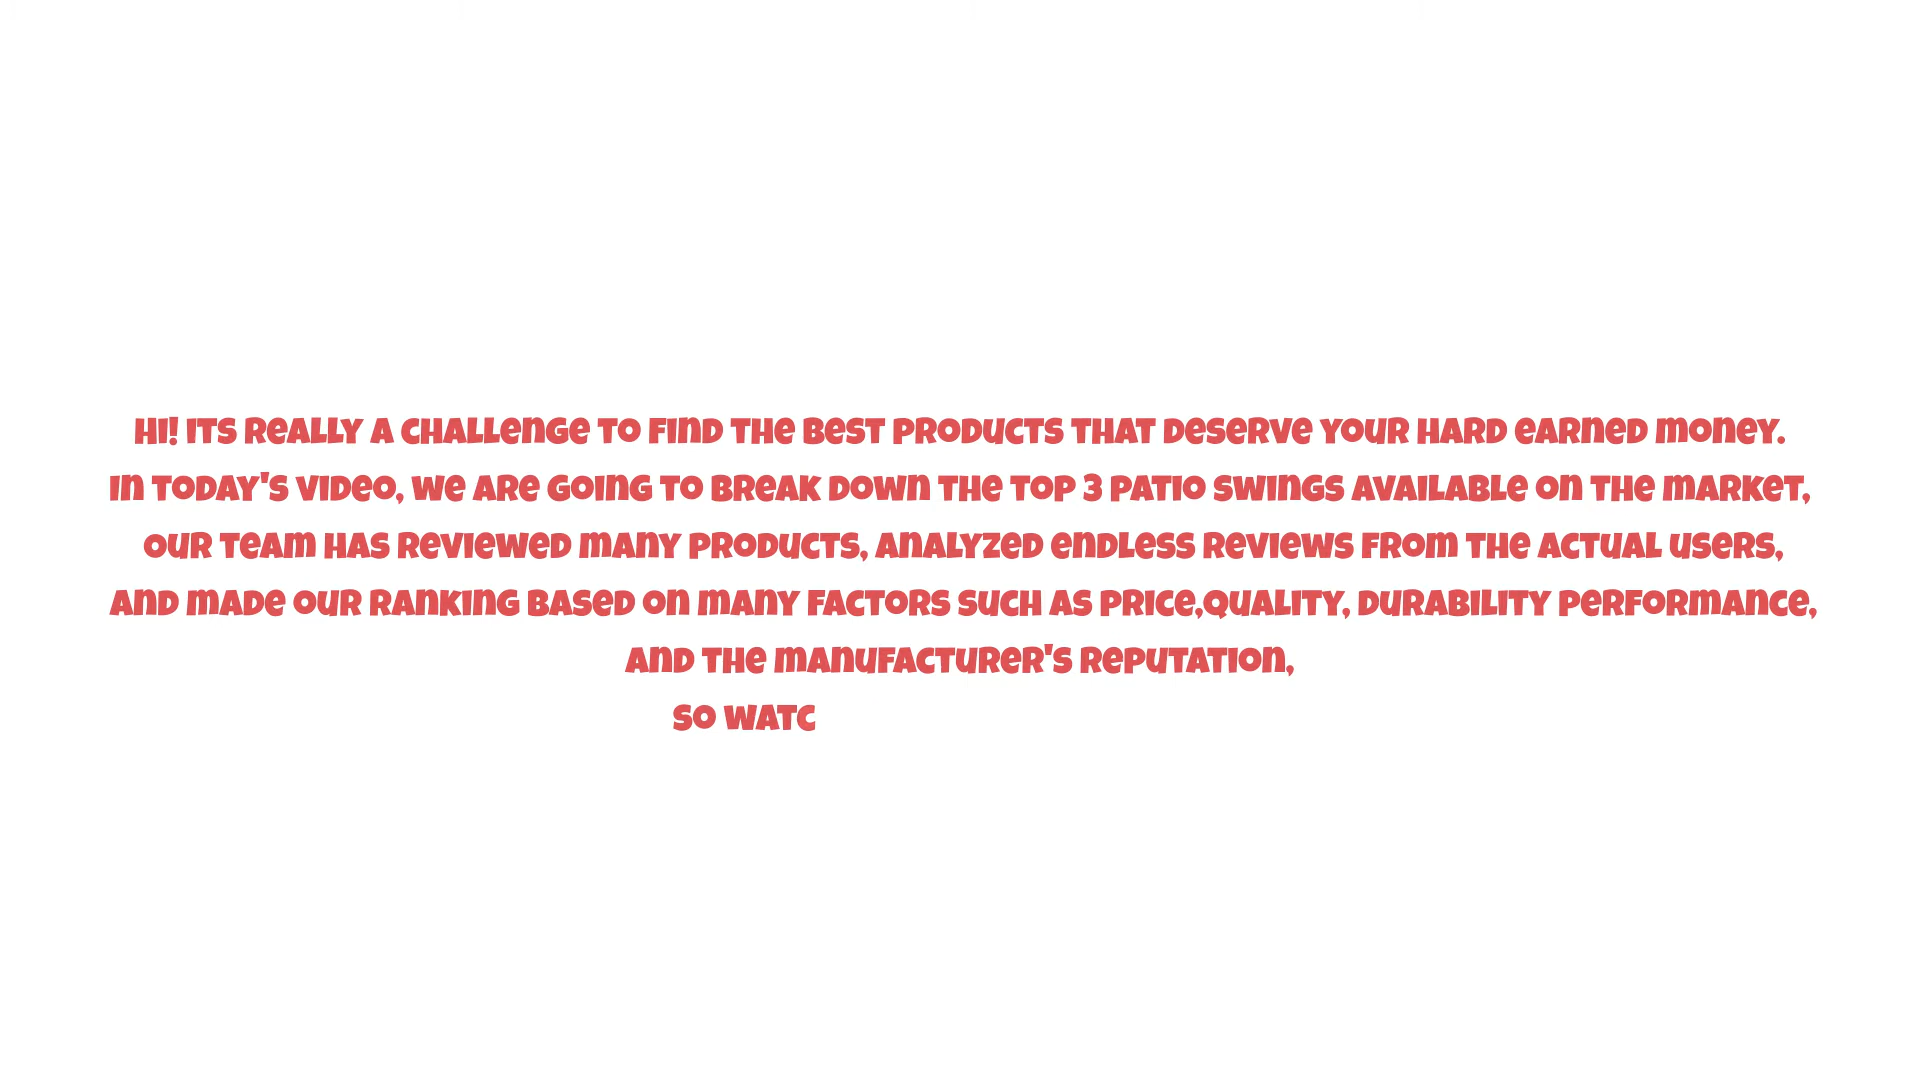 Hi! Its really a challenge to find the best products that deserve your hard earned money.
In today's video, we are going to break down the top 3 patio swings available on the market,
our team has reviewed many products, analyzed endless reviews from the actual users,
and made our ranking based on many factors such as price,quality, durability performance,
and the manufacturer's reputation,
so watc